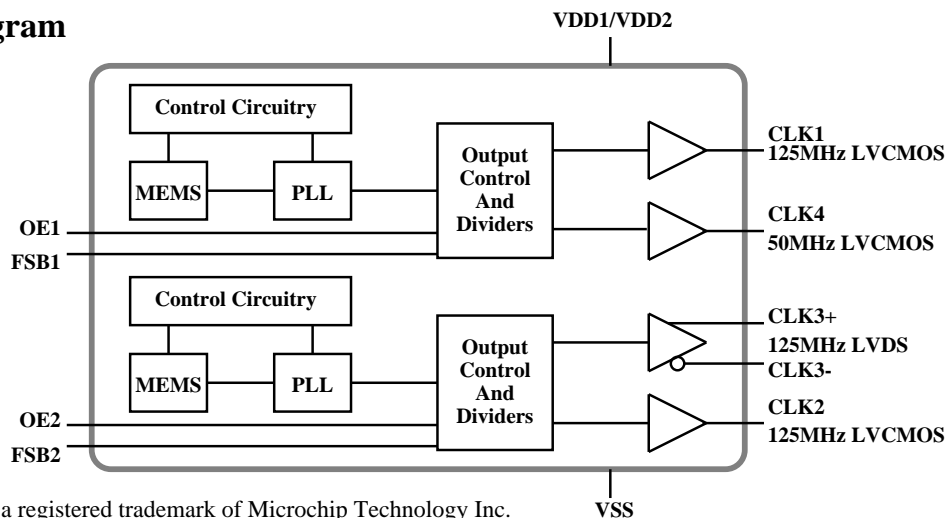 gram
VDD1/VDD2
Control Circuitry
MEMS
PLL
Output
Control
And
Dividers
CLK1
125MHz LVCMOS
CLK4
50MHz LVCMOS
OE1
FSB1
Control Circuitry
MEMS
PLL
Output
Control
And
Dividers
CLK3+
125MHz LVDS
CLK3-
CLK2
125MHz LVCMOS
OE2
FSB2
a registered trademark of Microchip Technology Inc.
VSS